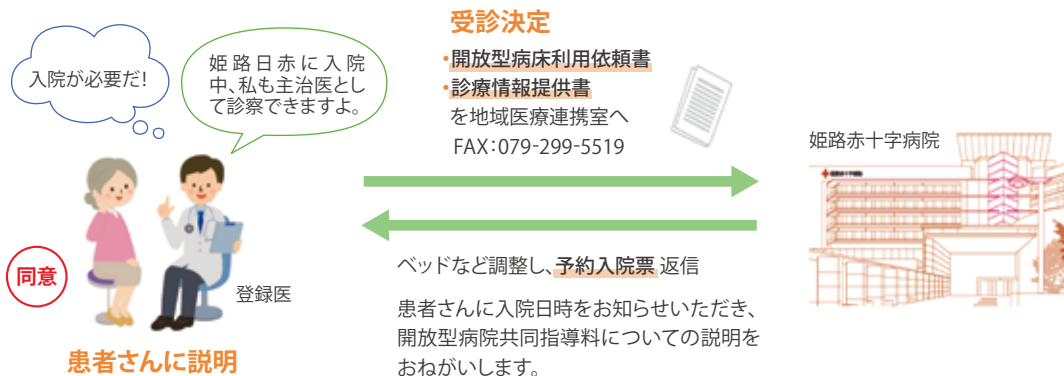 入院が必要だ!
姫路日赤に入院
中、私も主治医とし
て診察できますよ。
同意
登録医
患者さんに説明
受診決定
・開放型病床利用依頼書
・診療情報提供書
を地域医療連携室へ
FAX:079-299-5519
ベッドなど調整し、予約入院票 返信
患者さんに入院日時をお知らせいただき、
開放型病院共同指導料についての説明を
おねがいします。
姫路赤十字病院